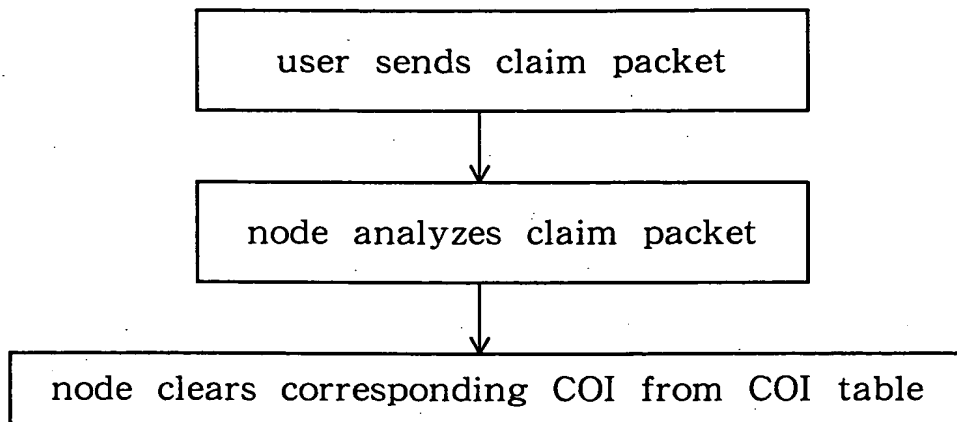 user sends claim packet
node analyzes claim packet
node clears corresponding COI from COI table